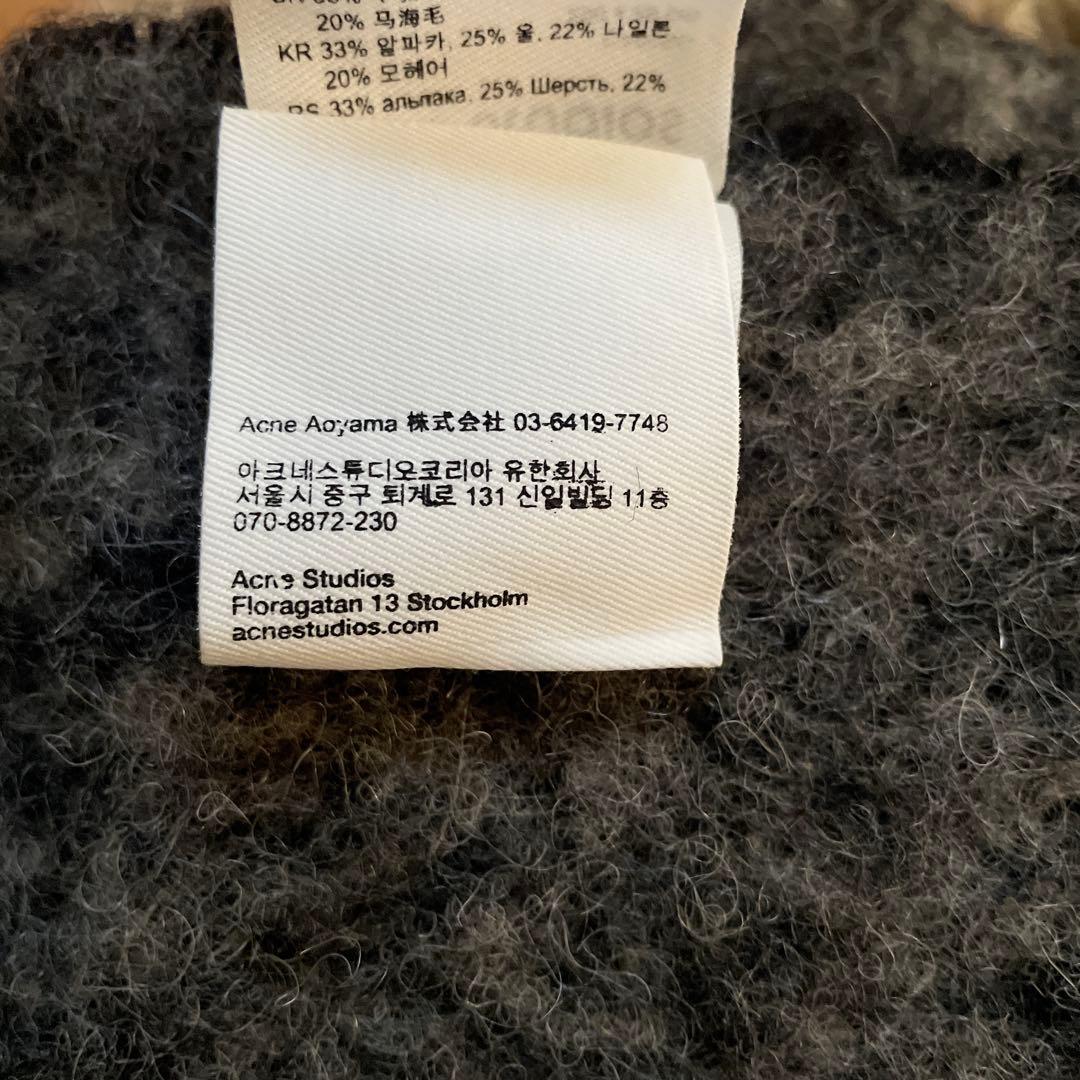 20% 马海毛
KR 33% 알파카, 25% 울, 22% 나일론
20% 모헤어
RS 33% альпака, 25% Шерсть, 22%
Acne Aoyama 株式会社 03-6419-7748
아크네스튜디오코리아 유한회사
서울시 중구 퇴계로 131 신일빌딩 11층
070-8872-230
Acne Studios
Floragatan 13 Stockholm
acnestudios.com